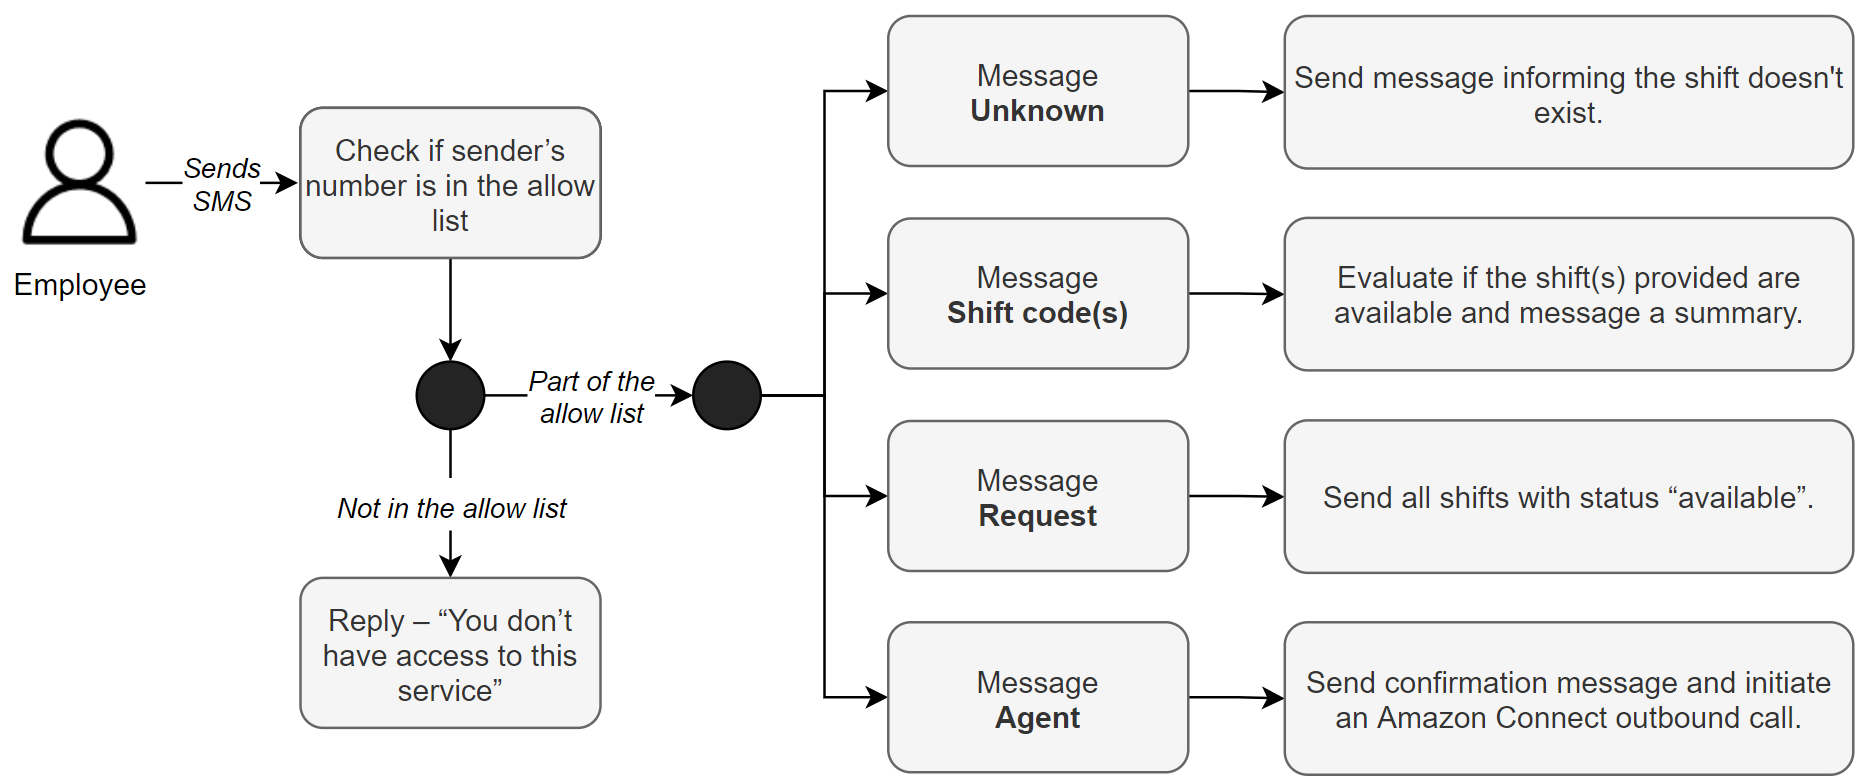 Employee
Sends
SMS
Check if sender’s
number is in the allow
list
Part of the
allow list
Not in the allow list
Reply – “You don’t
have access to this
service”
Message
Unknown
Send message informing the shift doesn't
exist.
Message
Shift code(s)
Evaluate if the shift(s) provided are
available and message a summary.
Message
Request
Send all shifts with status “available”.
Message
Agent
Send confirmation message and initiate
an Amazon Connect outbound call.